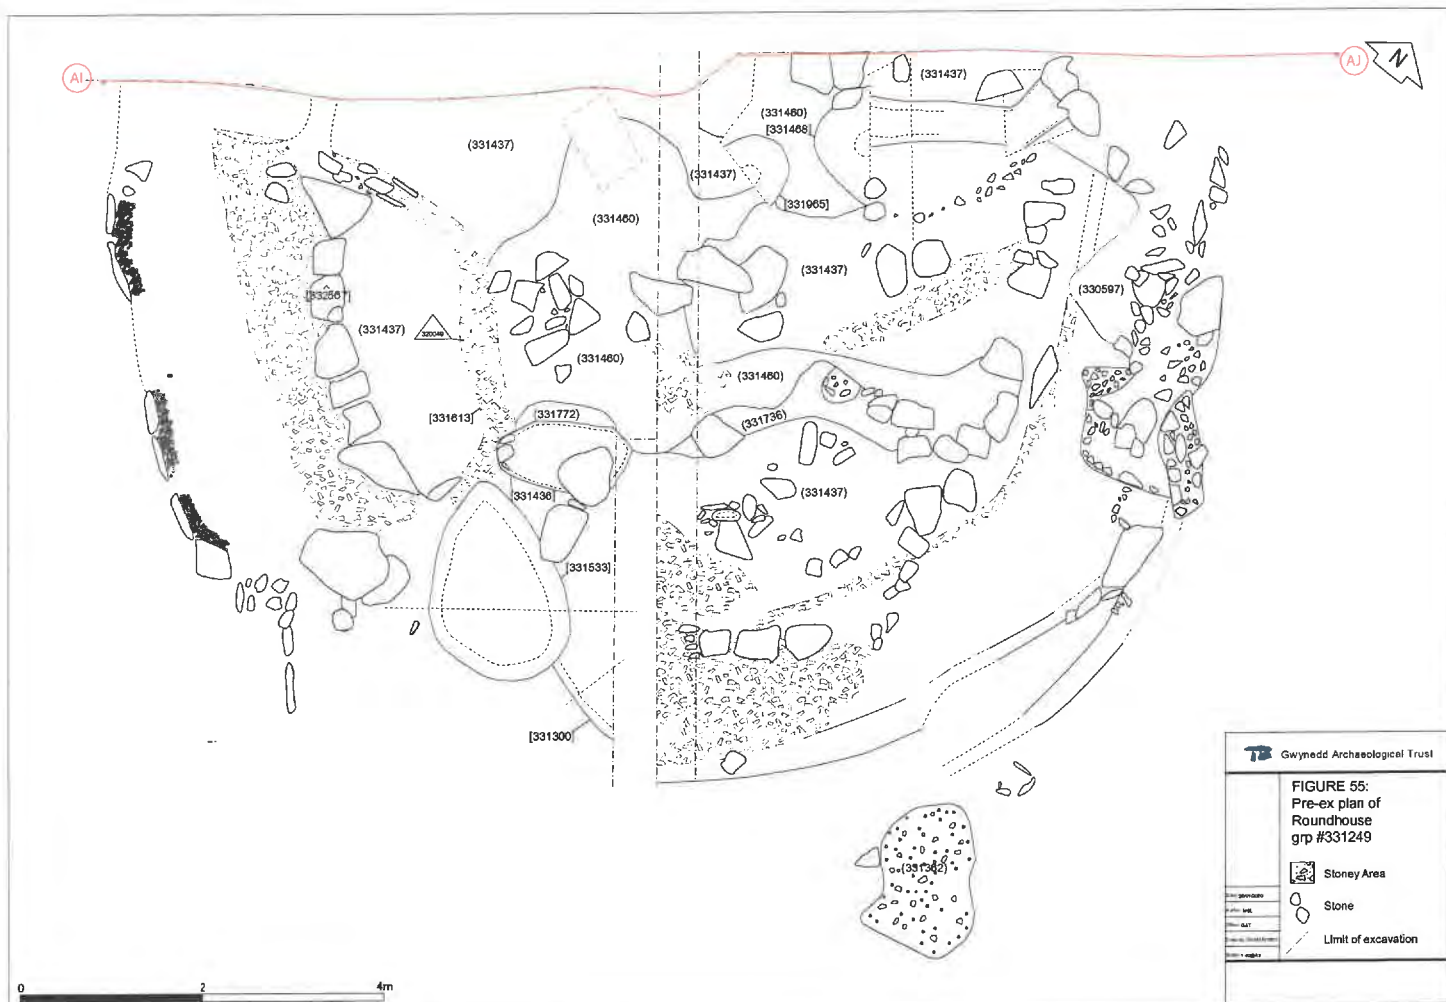 AI
AJ
N
(331437)
(331437)
(331460)
[331468]
(331437)
[331965]
(331460)
(331437)
(330597)
(331437)
320049
(331460)
(331460)
[331613]
(331772)
(331736)
[331436]
(331437)
[331533]
[331300]
(331362)
Gwynedd Archaeological Trust
FIGURE 55:
Pre-ex plan of
Roundhouse
grp #331249
Stoney Area
Stone
Limit of excavation
0 2 4m